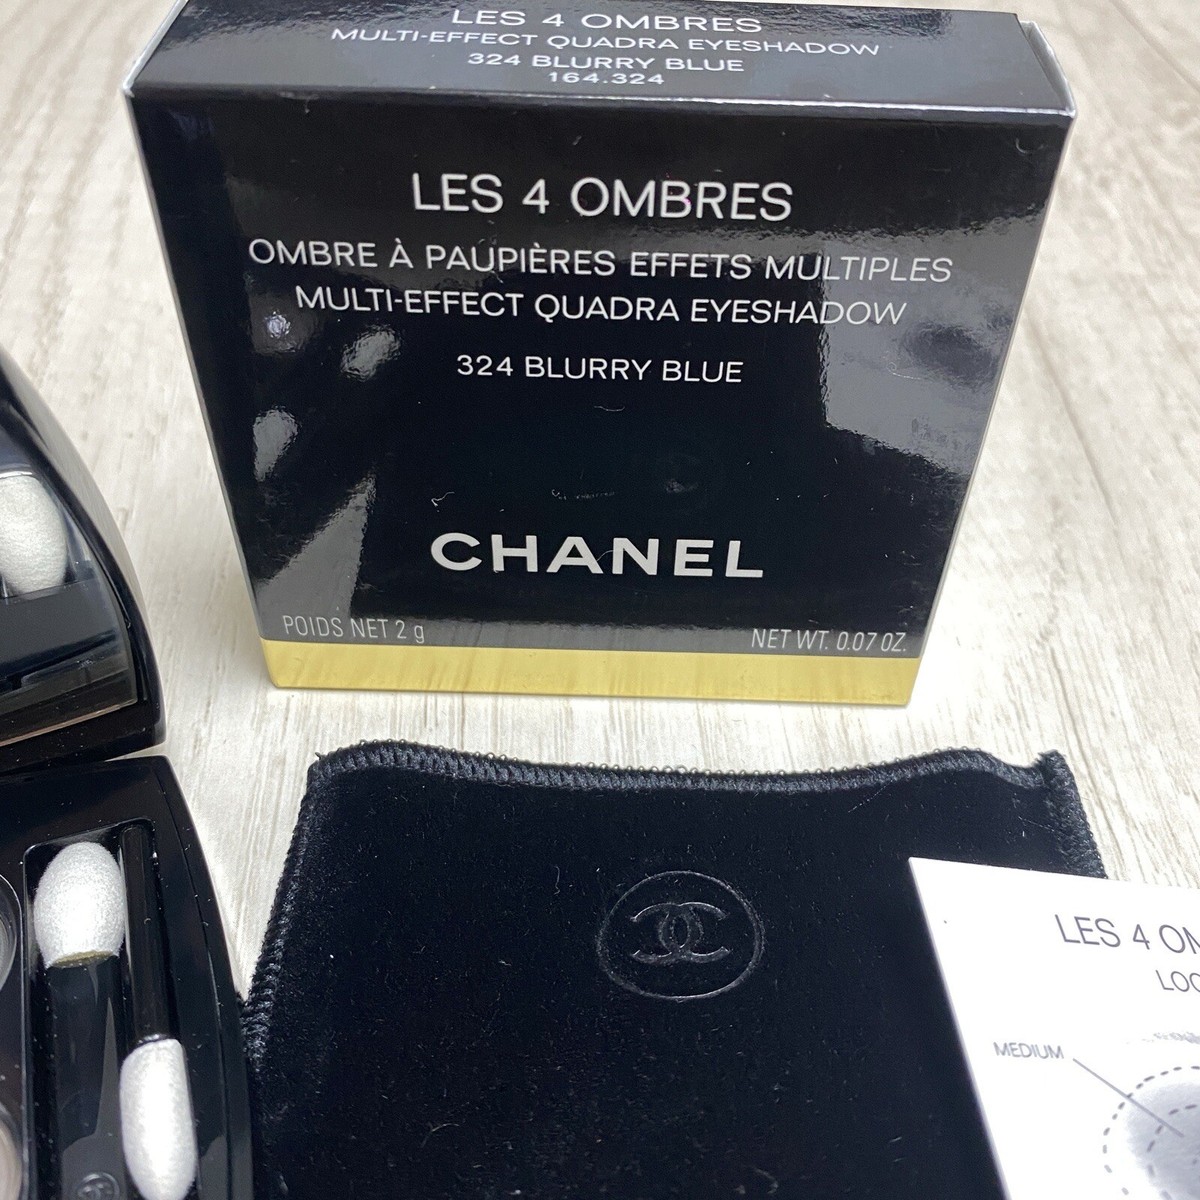 LES 4 OMBRES
MULTI-EFFECT QUADRA EYESHADOW
324 BLURRY BLUE
164.324
LES 4 OMBRES
OMBRE À PAUPIÈRES EFFETS MULTIPLES
MULTI-EFFECT QUADRA EYESHADOW
324 BLURRY BLUE
CHANEL
POIDS NET 2 g NET WT. 0.07 OZ.
LES 4 OM
LOO
MEDIUM